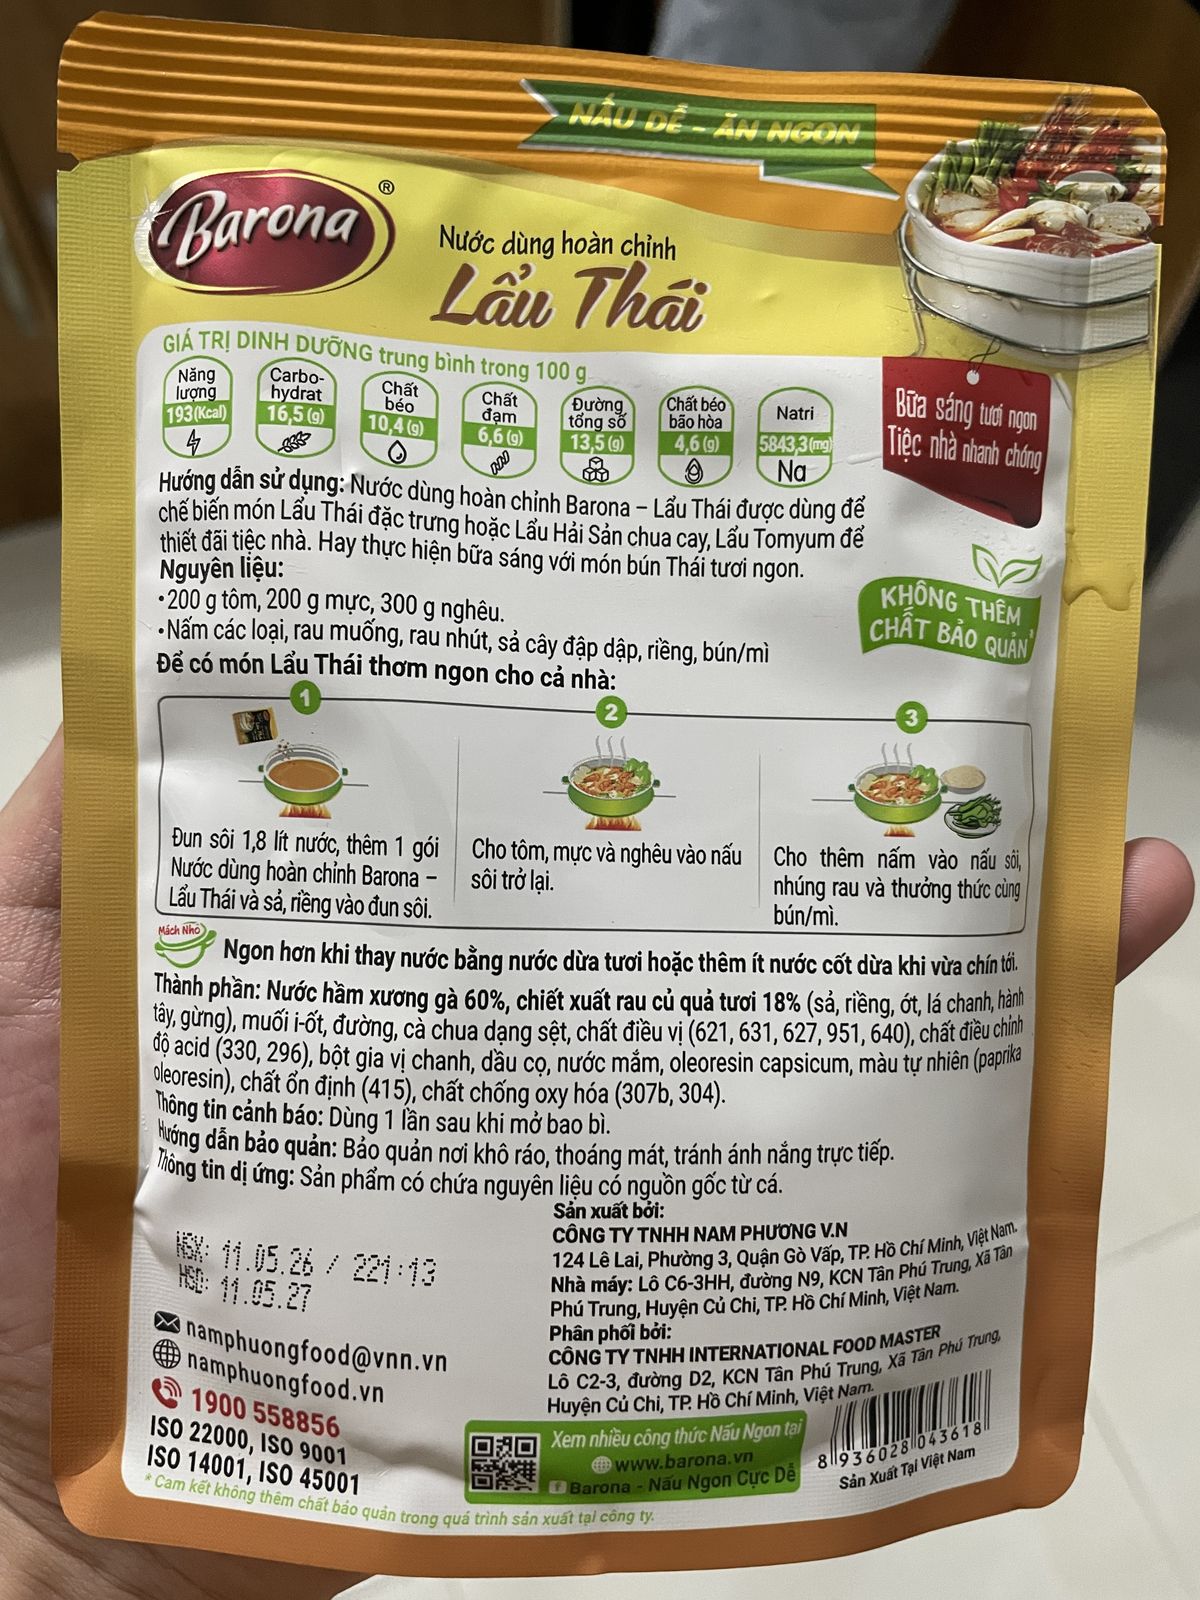 NẤU DỄ - ĂN NGON
Barona ®
Nước dùng hoàn chỉnh
Lẩu Thái
GIÁ TRỊ DINH DƯỠNG trung bình trong 100 g
Năng lượng 193(Kcal)
Carbo-hydrat 16,5 (g)
Chất béo 10,4 (g)
Chất đạm 6,6 (g)
Đường tổng số 13,5 (g)
Chất béo bão hòa 4,6 (g)
Natri 5843,3(mg) Na
Bữa sáng tươi ngon
Tiệc nhà nhanh chóng
Hướng dẫn sử dụng: Nước dùng hoàn chỉnh Barona – Lẩu Thái được dùng để
chế biến món Lẩu Thái đặc trưng hoặc Lẩu Hải Sản chua cay, Lẩu Tomyum để
thiết đãi tiệc nhà. Hay thực hiện bữa sáng với món bún Thái tươi ngon.
Nguyên liệu:
•200 g tôm, 200 g mực, 300 g nghêu.
•Nấm các loại, rau muống, rau nhút, sả cây đập dập, riềng, bún/mì
KHÔNG THÊM
CHẤT BẢO QUẢN*
Để có món Lẩu Thái thơm ngon cho cả nhà:
1
2
3
Đun sôi 1,8 lít nước, thêm 1 gói
Nước dùng hoàn chỉnh Barona –
Lẩu Thái và sả, riềng vào đun sôi.
Cho tôm, mực và nghêu vào nấu
sôi trở lại.
Cho thêm nấm vào nấu sôi,
nhúng rau và thưởng thức cùng
bún/mì.
Mách Nhỏ
Ngon hơn khi thay nước bằng nước dừa tươi hoặc thêm ít nước cốt dừa khi vừa chín tới.
Thành phần: Nước hầm xương gà 60%, chiết xuất rau củ quả tươi 18% (sả, riềng, ớt, lá chanh, hành
tây, gừng), muối i-ốt, đường, cà chua dạng sệt, chất điều vị (621, 631, 627, 951, 640), chất điều chỉnh
độ acid (330, 296), bột gia vị chanh, dầu cọ, nước mắm, oleoresin capsicum, màu tự nhiên (paprika
oleoresin), chất ổn định (415), chất chống oxy hóa (307b, 304).
Thông tin cảnh báo: Dùng 1 lần sau khi mở bao bì.
Hướng dẫn bảo quản: Bảo quản nơi khô ráo, thoáng mát, tránh ánh nắng trực tiếp.
Thông tin dị ứng: Sản phẩm có chứa nguyên liệu có nguồn gốc từ cá.
NSX: 11.05.26 / 221:13
HSD: 11.05.27
namphuongfood@vnn.vn
namphuongfood.vn
1900 558856
ISO 22000, ISO 9001
ISO 14001, ISO 45001
* Cam kết không thêm chất bảo quản trong quá trình sản xuất tại công ty.
Sản xuất bởi:
CÔNG TY TNHH NAM PHƯƠNG V.N
124 Lê Lai, Phường 3, Quận Gò Vấp, TP. Hồ Chí Minh, Việt Nam.
Nhà máy: Lô C6-3HH, đường N9, KCN Tân Phú Trung, Xã Tân
Phú Trung, Huyện Củ Chi, TP. Hồ Chí Minh, Việt Nam.
Phân phối bởi:
CÔNG TY TNHH INTERNATIONAL FOOD MASTER
Lô C2-3, đường D2, KCN Tân Phú Trung, Xã Tân Phú Trung,
Huyện Củ Chi, TP. Hồ Chí Minh, Việt Nam.
Xem nhiều công thức Nấu Ngon tại
www.barona.vn
Barona - Nấu Ngon Cực Dễ
8 936028 043618
Sản Xuất Tại Việt Nam